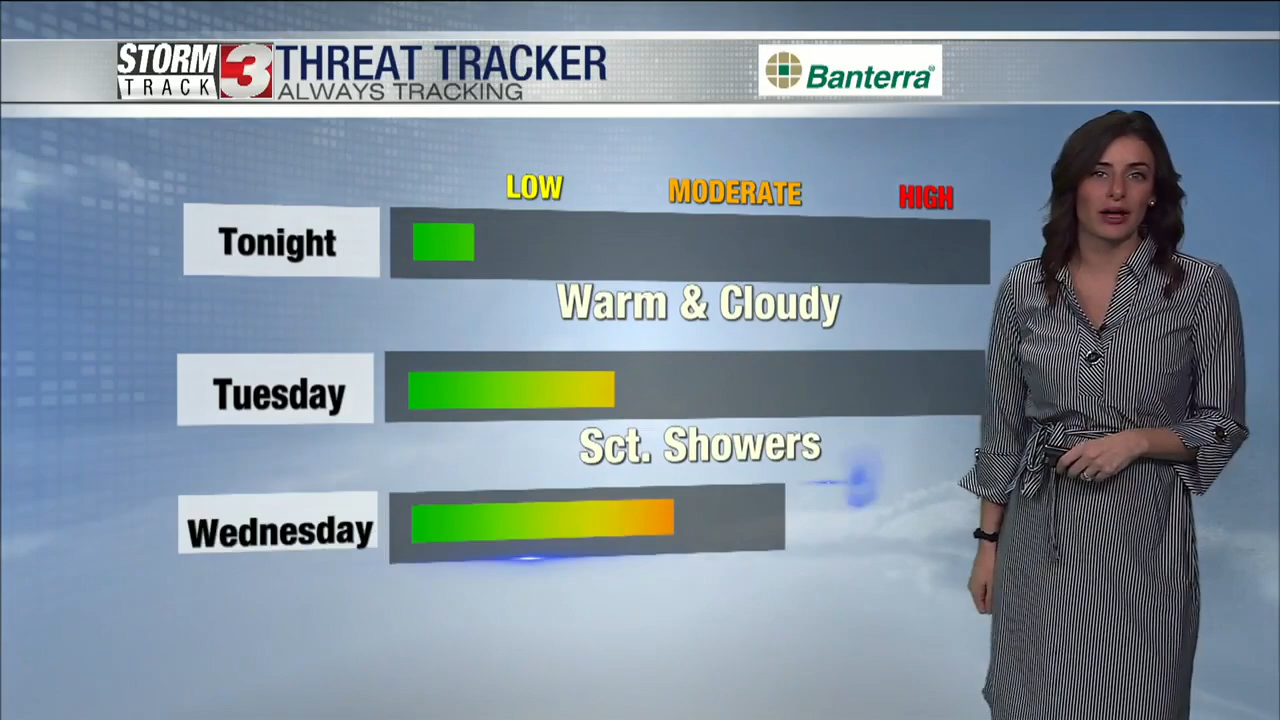 STORM
TRACK
3
THREAT TRACKER
ALWAYS TRACKING
Banterra®
LOW
MODERATE
HIGH
Tonight
Warm & Cloudy
Tuesday
Sct. Showers
Wednesday